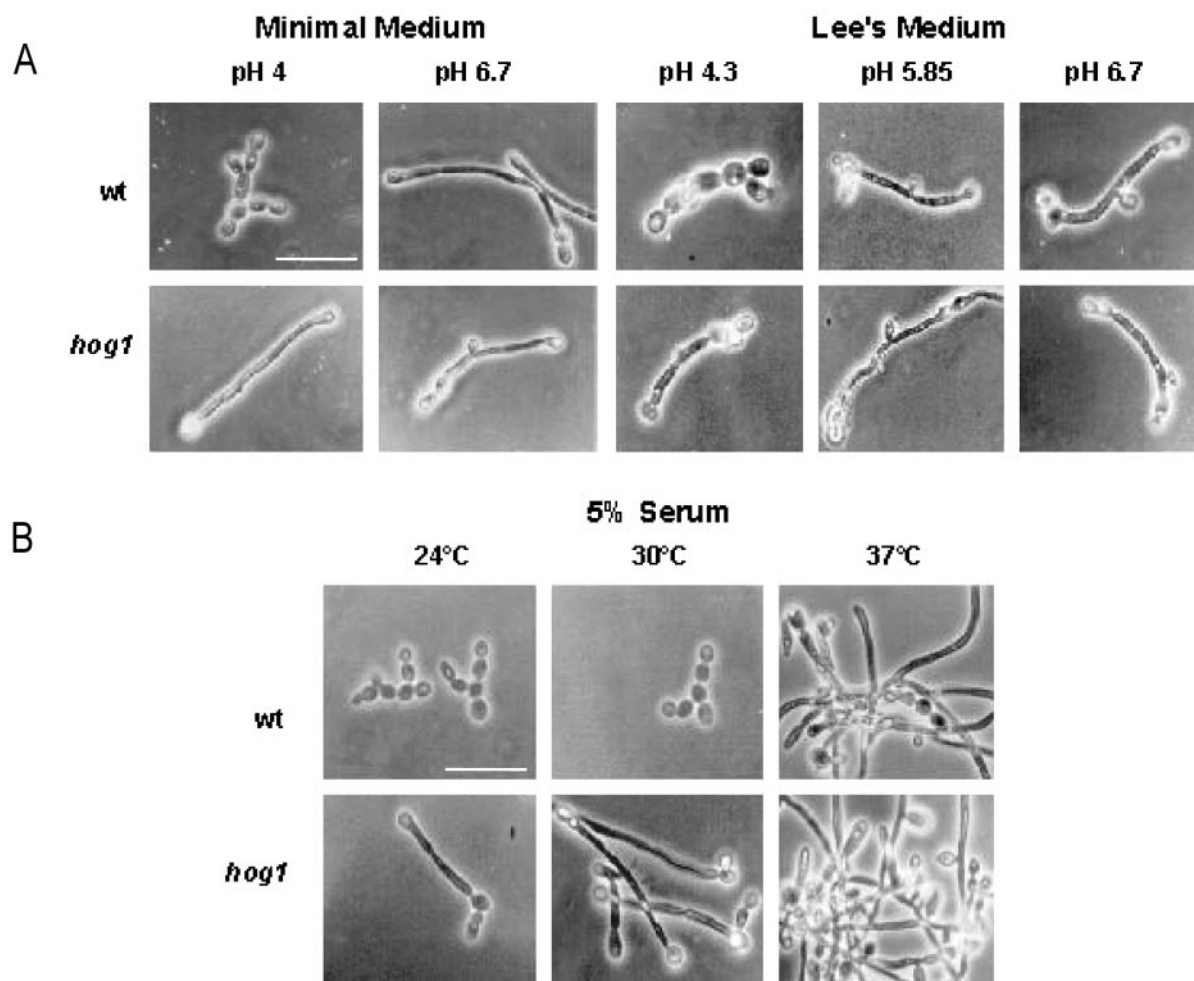 A
Minimal Medium Lee's Medium
pH 4 pH 6.7 pH 4.3 pH 5.85 pH 6.7
wt
hog1
B
5% Serum
24°C 30°C 37°C
wt
hog1